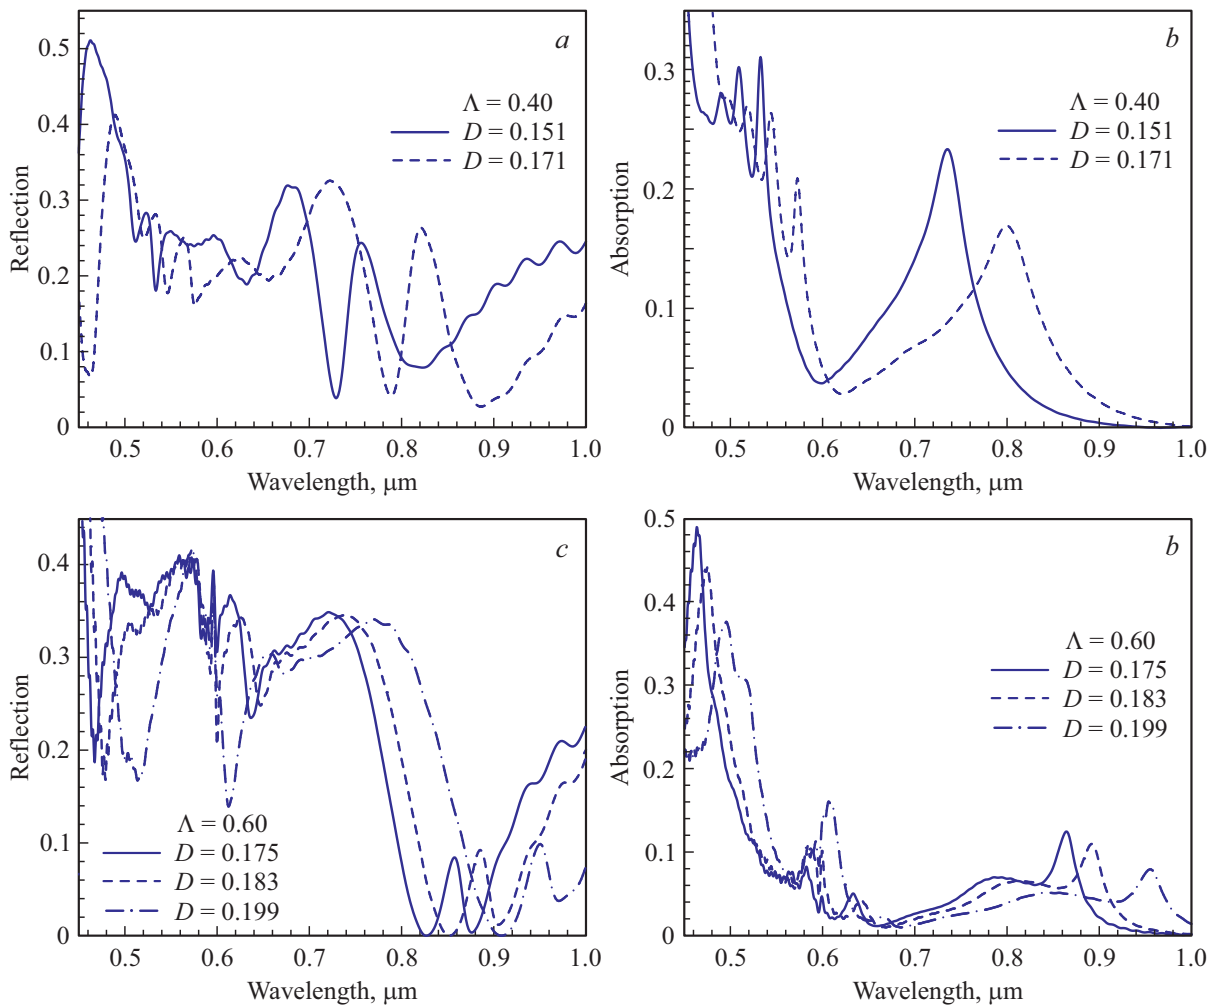 a
Λ = 0.40
D = 0.151
D = 0.171
Reflection
0.5
0.4
0.3
0.2
0.1
0
0.5 0.6 0.7 0.8 0.9 1.0
Wavelength, μm
b
Λ = 0.40
D = 0.151
D = 0.171
Absorption
0.3
0.2
0.1
0
0.5 0.6 0.7 0.8 0.9 1.0
Wavelength, μm
c
Reflection
0.4
0.3
0.2
0.1
0
Λ = 0.60
D = 0.175
D = 0.183
D = 0.199
0.5 0.6 0.7 0.8 0.9 1.0
Wavelength, μm
b
Λ = 0.60
D = 0.175
D = 0.183
D = 0.199
Absorption
0.5
0.4
0.3
0.2
0.1
0
0.5 0.6 0.7 0.8 0.9 1.0
Wavelength, μm